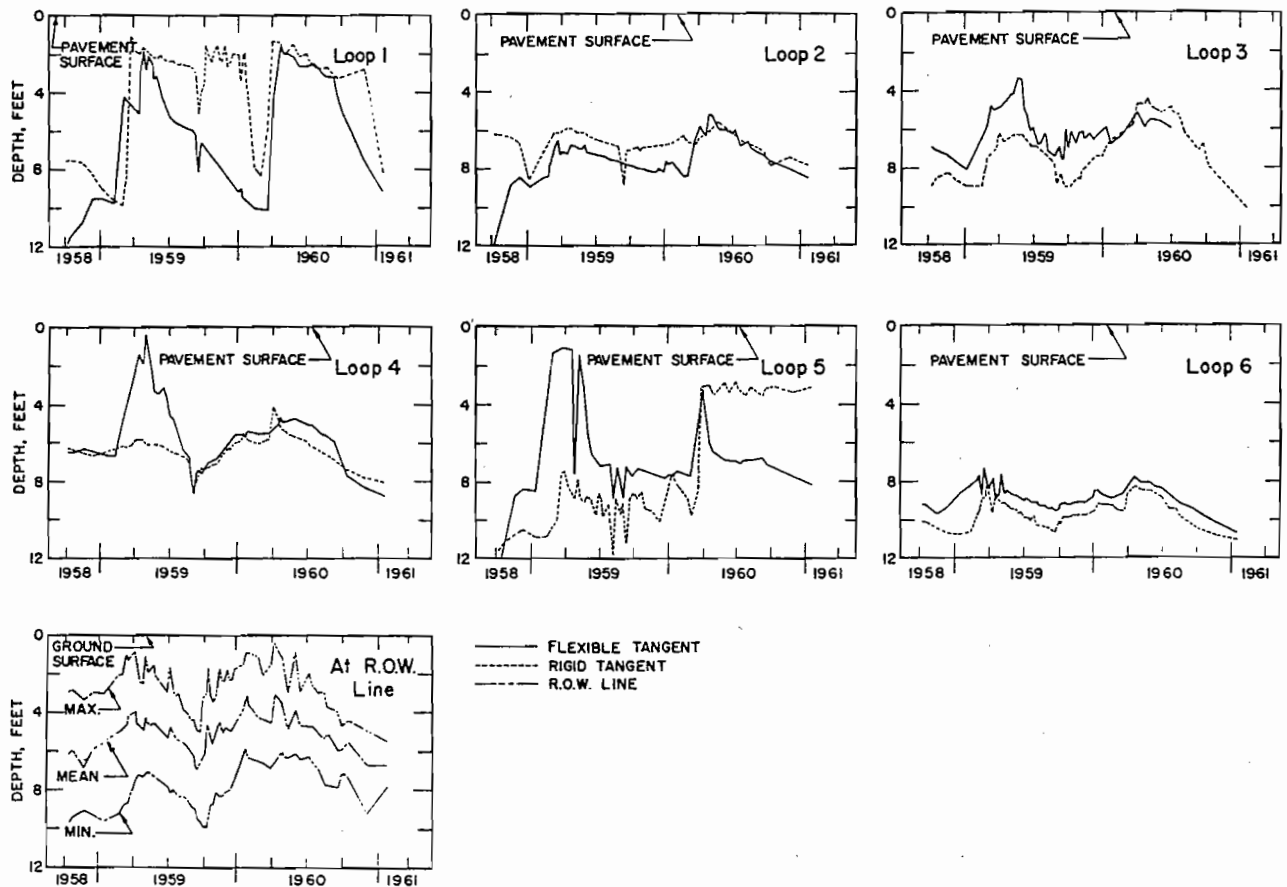 0
PAVEMENT
SURFACE
Loop 1
4
8
12
DEPTH, FEET
1958 1959 1960 1961
0
PAVEMENT SURFACE
Loop 2
4
8
12
1958 1959 1960 1961
0
PAVEMENT SURFACE
Loop 3
4
8
12
DEPTH, FEET
1958 1959 1960 1961
0
PAVEMENT SURFACE
Loop 4
4
8
12
1958 1959 1960 1961
0
PAVEMENT SURFACE
Loop 5
4
8
12
1958 1959 1960 1961
0
PAVEMENT SURFACE
Loop 6
4
8
12
1958 1959 1960 1961
0
GROUND
SURFACE
At R.O.W.
Line
MAX.
4
MEAN
8
MIN.
12
DEPTH, FEET
1958 1959 1960 1961
FLEXIBLE TANGENT
RIGID TANGENT
R.O.W. LINE